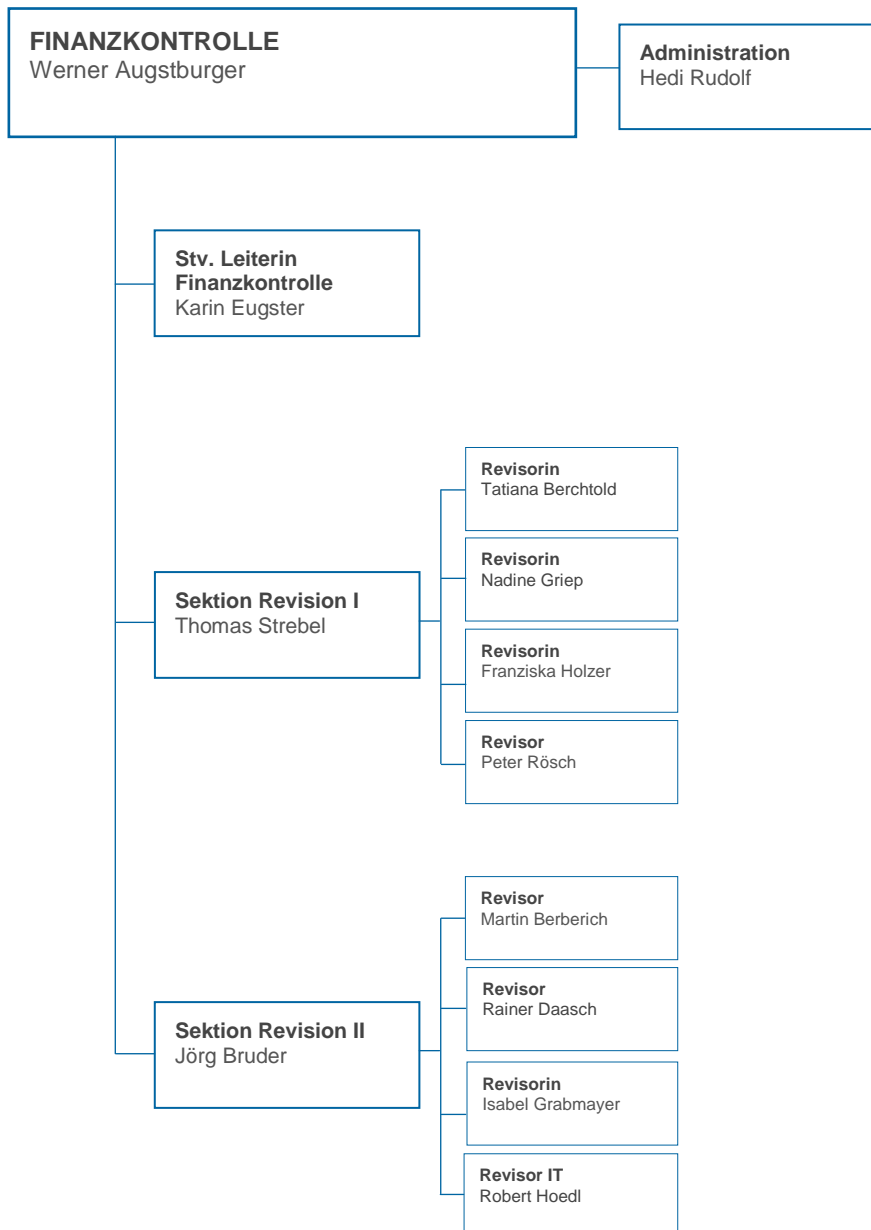 FINANZKONTROLLE
Werner Augstburger
Administration
Hedi Rudolf
Stv. Leiterin
Finanzkontrolle
Karin Eugster
Sektion Revision I
Thomas Strebel
Revisorin
Tatiana Berchtold
Revisorin
Nadine Griep
Revisorin
Franziska Holzer
Revisor
Peter Rösch
Sektion Revision II
Jörg Bruder
Revisor
Martin Berberich
Revisor
Rainer Daasch
Revisorin
Isabel Grabmayer
Revisor IT
Robert Hoedl